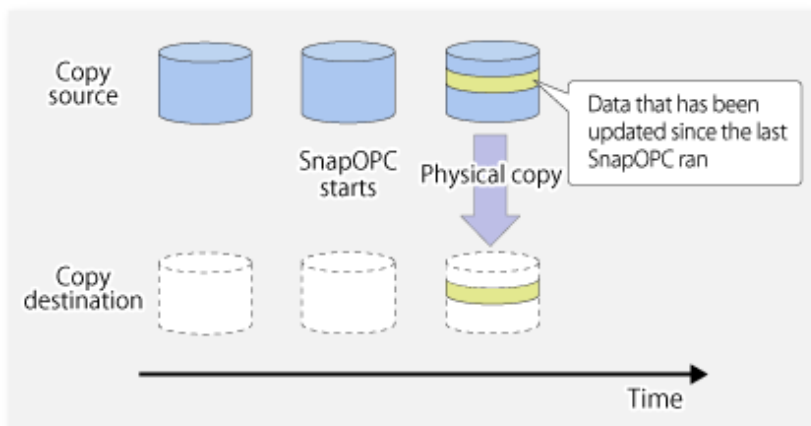 Copy
source
SnapOPC
starts
Physical copy
Data that has been
updated since the last
SnapOPC ran
Copy
destination
Time